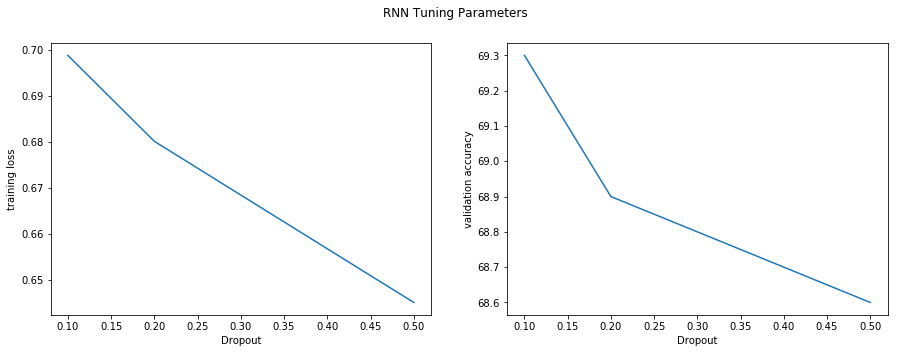 RNN Tuning Parameters
0.70
0.69
0.68
0.67
0.66
0.65
training loss
0.10 0.15 0.20 0.25 0.30 0.35 0.40 0.45 0.50
Dropout
69.3
69.2
69.1
69.0
68.9
68.8
68.7
68.6
validation accuracy
0.10 0.15 0.20 0.25 0.30 0.35 0.40 0.45 0.50
Dropout